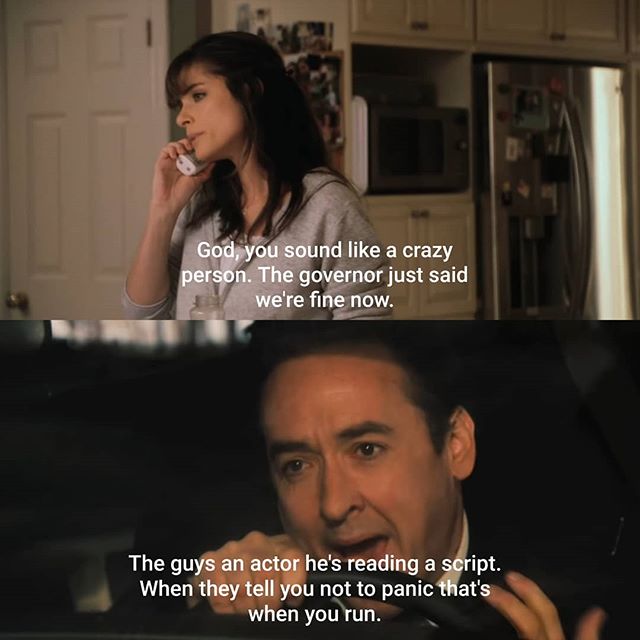 God, you sound like a crazy
person. The governor just said
we're fine now.
The guys an actor he's reading a script.
When they tell you not to panic that's
when you run.